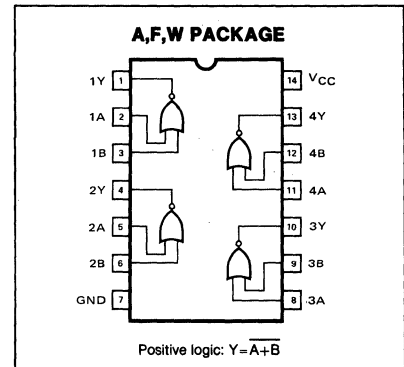 A,F,W PACKAGE
1Y 1 14 VCC
1A 2 13 4Y
1B 3 12 4B
2Y 4 11 4A
2A 5 10 3Y
2B 6 9 3B
GND 7 8 3A
Positive logic: Y=A+B